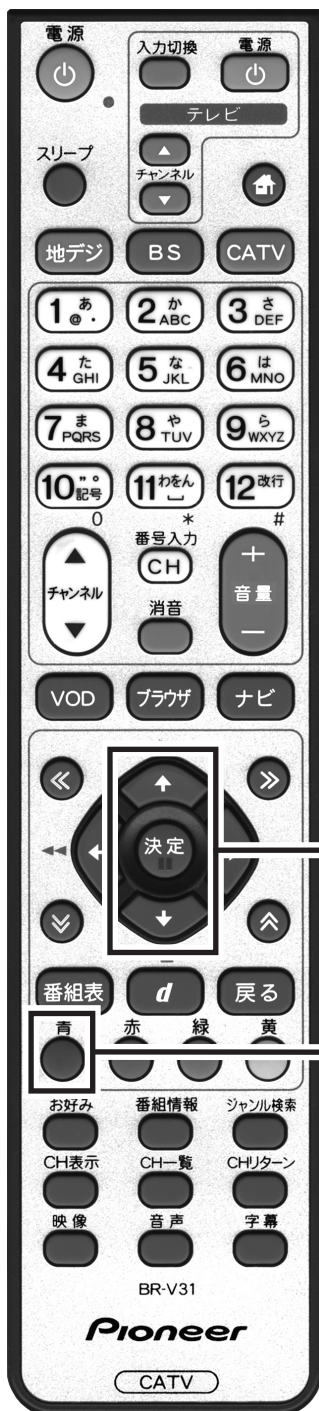 電源
入力切換 電源
テレビ
スリープ
チャンネル
地デジ BS CATV
1 あ @.
2 か ABC
3 さ DEF
4 た GHI
5 な JKL
6 は MNO
7 ま PQRS
8 や TUV
9 ら WXYZ
10 ゛゜ 記号
11 わをん
12 改行
0 * #
番号入力
CH
チャンネル
音量
消音
VOD ブラウザ ナビ
決定
番組表 d 戻る
青 赤 緑 黄
お好み 番組情報 ジャンル検索
CH表示 CH一覧 CHリターン
映像 音声 字幕
BR-V31
Pioneer
CATV